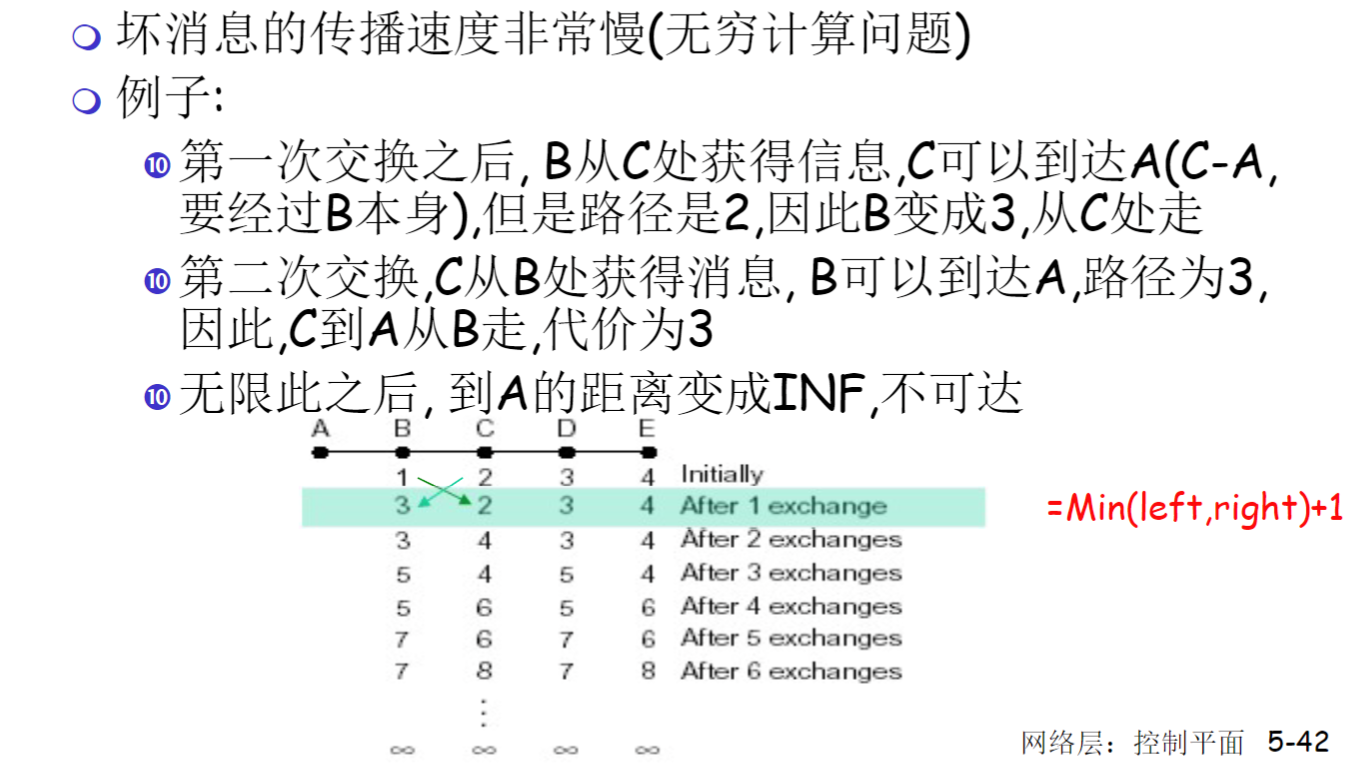 坏消息的传播速度非常慢(无穷计算问题)
例子:
⑩ 第一次交换之后, B从C处获得信息,C可以到达A(C-A,
要经过B本身),但是路径是2,因此B变成3,从C处走
⑩ 第二次交换,C从B处获得消息, B可以到达A,路径为3,
因此,C到A从B走,代价为3
⑩ 无限此之后, 到A的距离变成INF,不可达
A B C D E
1 2 3 4 Initially
3 2 3 4 After 1 exchange
=Min(left,right)+1
3 4 3 4 After 2 exchanges
5 4 5 4 After 3 exchanges
5 6 5 6 After 4 exchanges
7 6 7 6 After 5 exchanges
7 8 7 8 After 6 exchanges
⋮
∞ ∞ ∞ ∞
网络层：控制平面 5-42